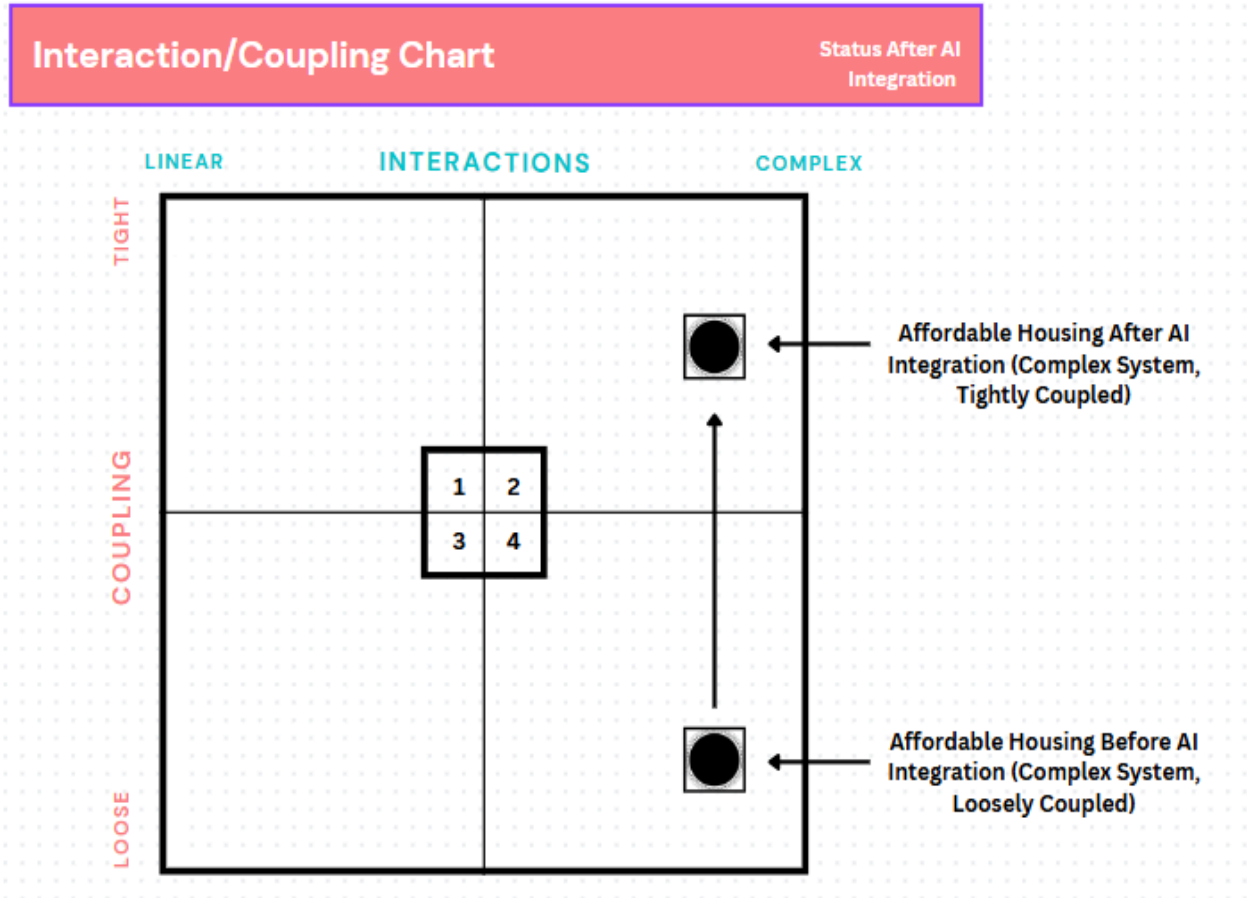 Interaction/Coupling Chart
Status After AI
Integration
LINEAR
INTERACTIONS
COMPLEX
TIGHT
COUPLING
LOOSE
1
2
3
4
Affordable Housing After AI
Integration (Complex System,
Tightly Coupled)
Affordable Housing Before AI
Integration (Complex System,
Loosely Coupled)